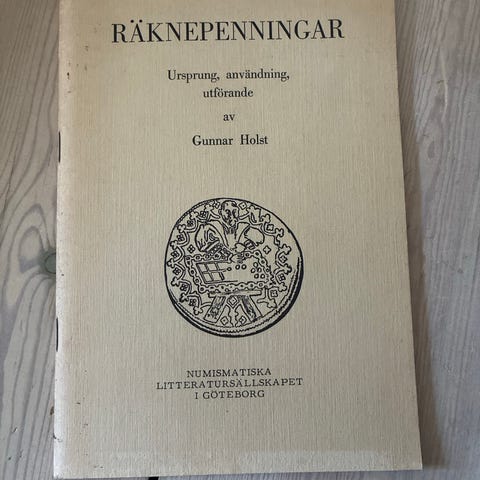 RÄKNEPENNINGAR
Ursprung, användning,
utförande
av
Gunnar Holst
NUMISMATISKA
LITTERATURSÄLLSKAPET
I GÖTEBORG